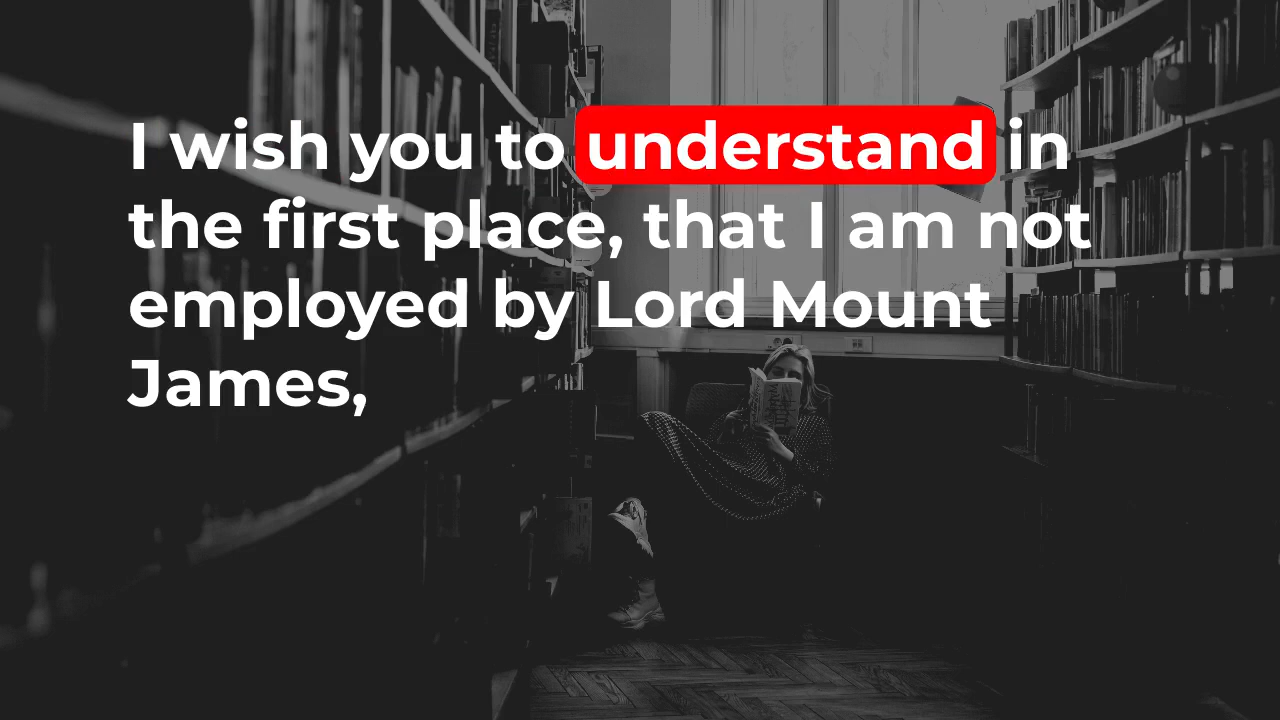 I wish you to understand in
the first place, that I am not
employed by Lord Mount
James,